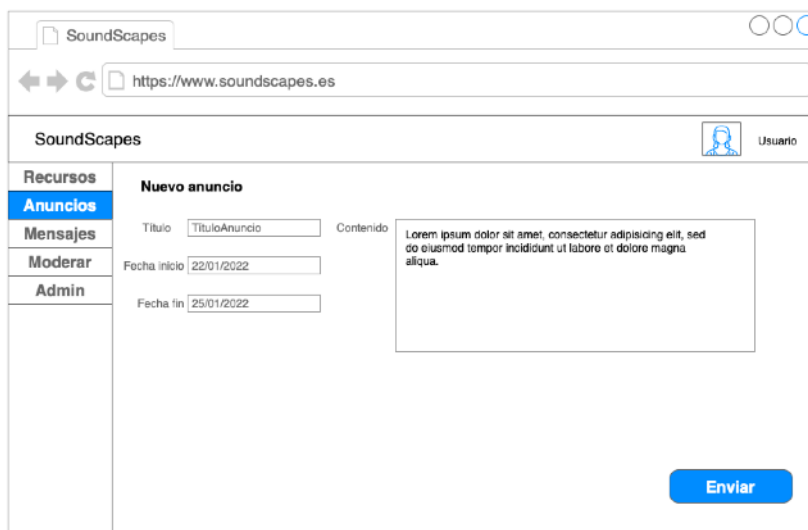 SoundScapes
https://www.soundscapes.es
SoundScapes
Usuario
Recursos
Anuncios
Mensajes
Moderar
Admin
Nuevo anuncio
Título TituloAnuncio
Fecha inicio 22/01/2022
Fecha fin 25/01/2022
Contenido
Lorem ipsum dolor sit amet, consectetur adipisicing elit, sed
do eiusmod tempor incididunt ut labore et dolore magna
aliqua.
Enviar